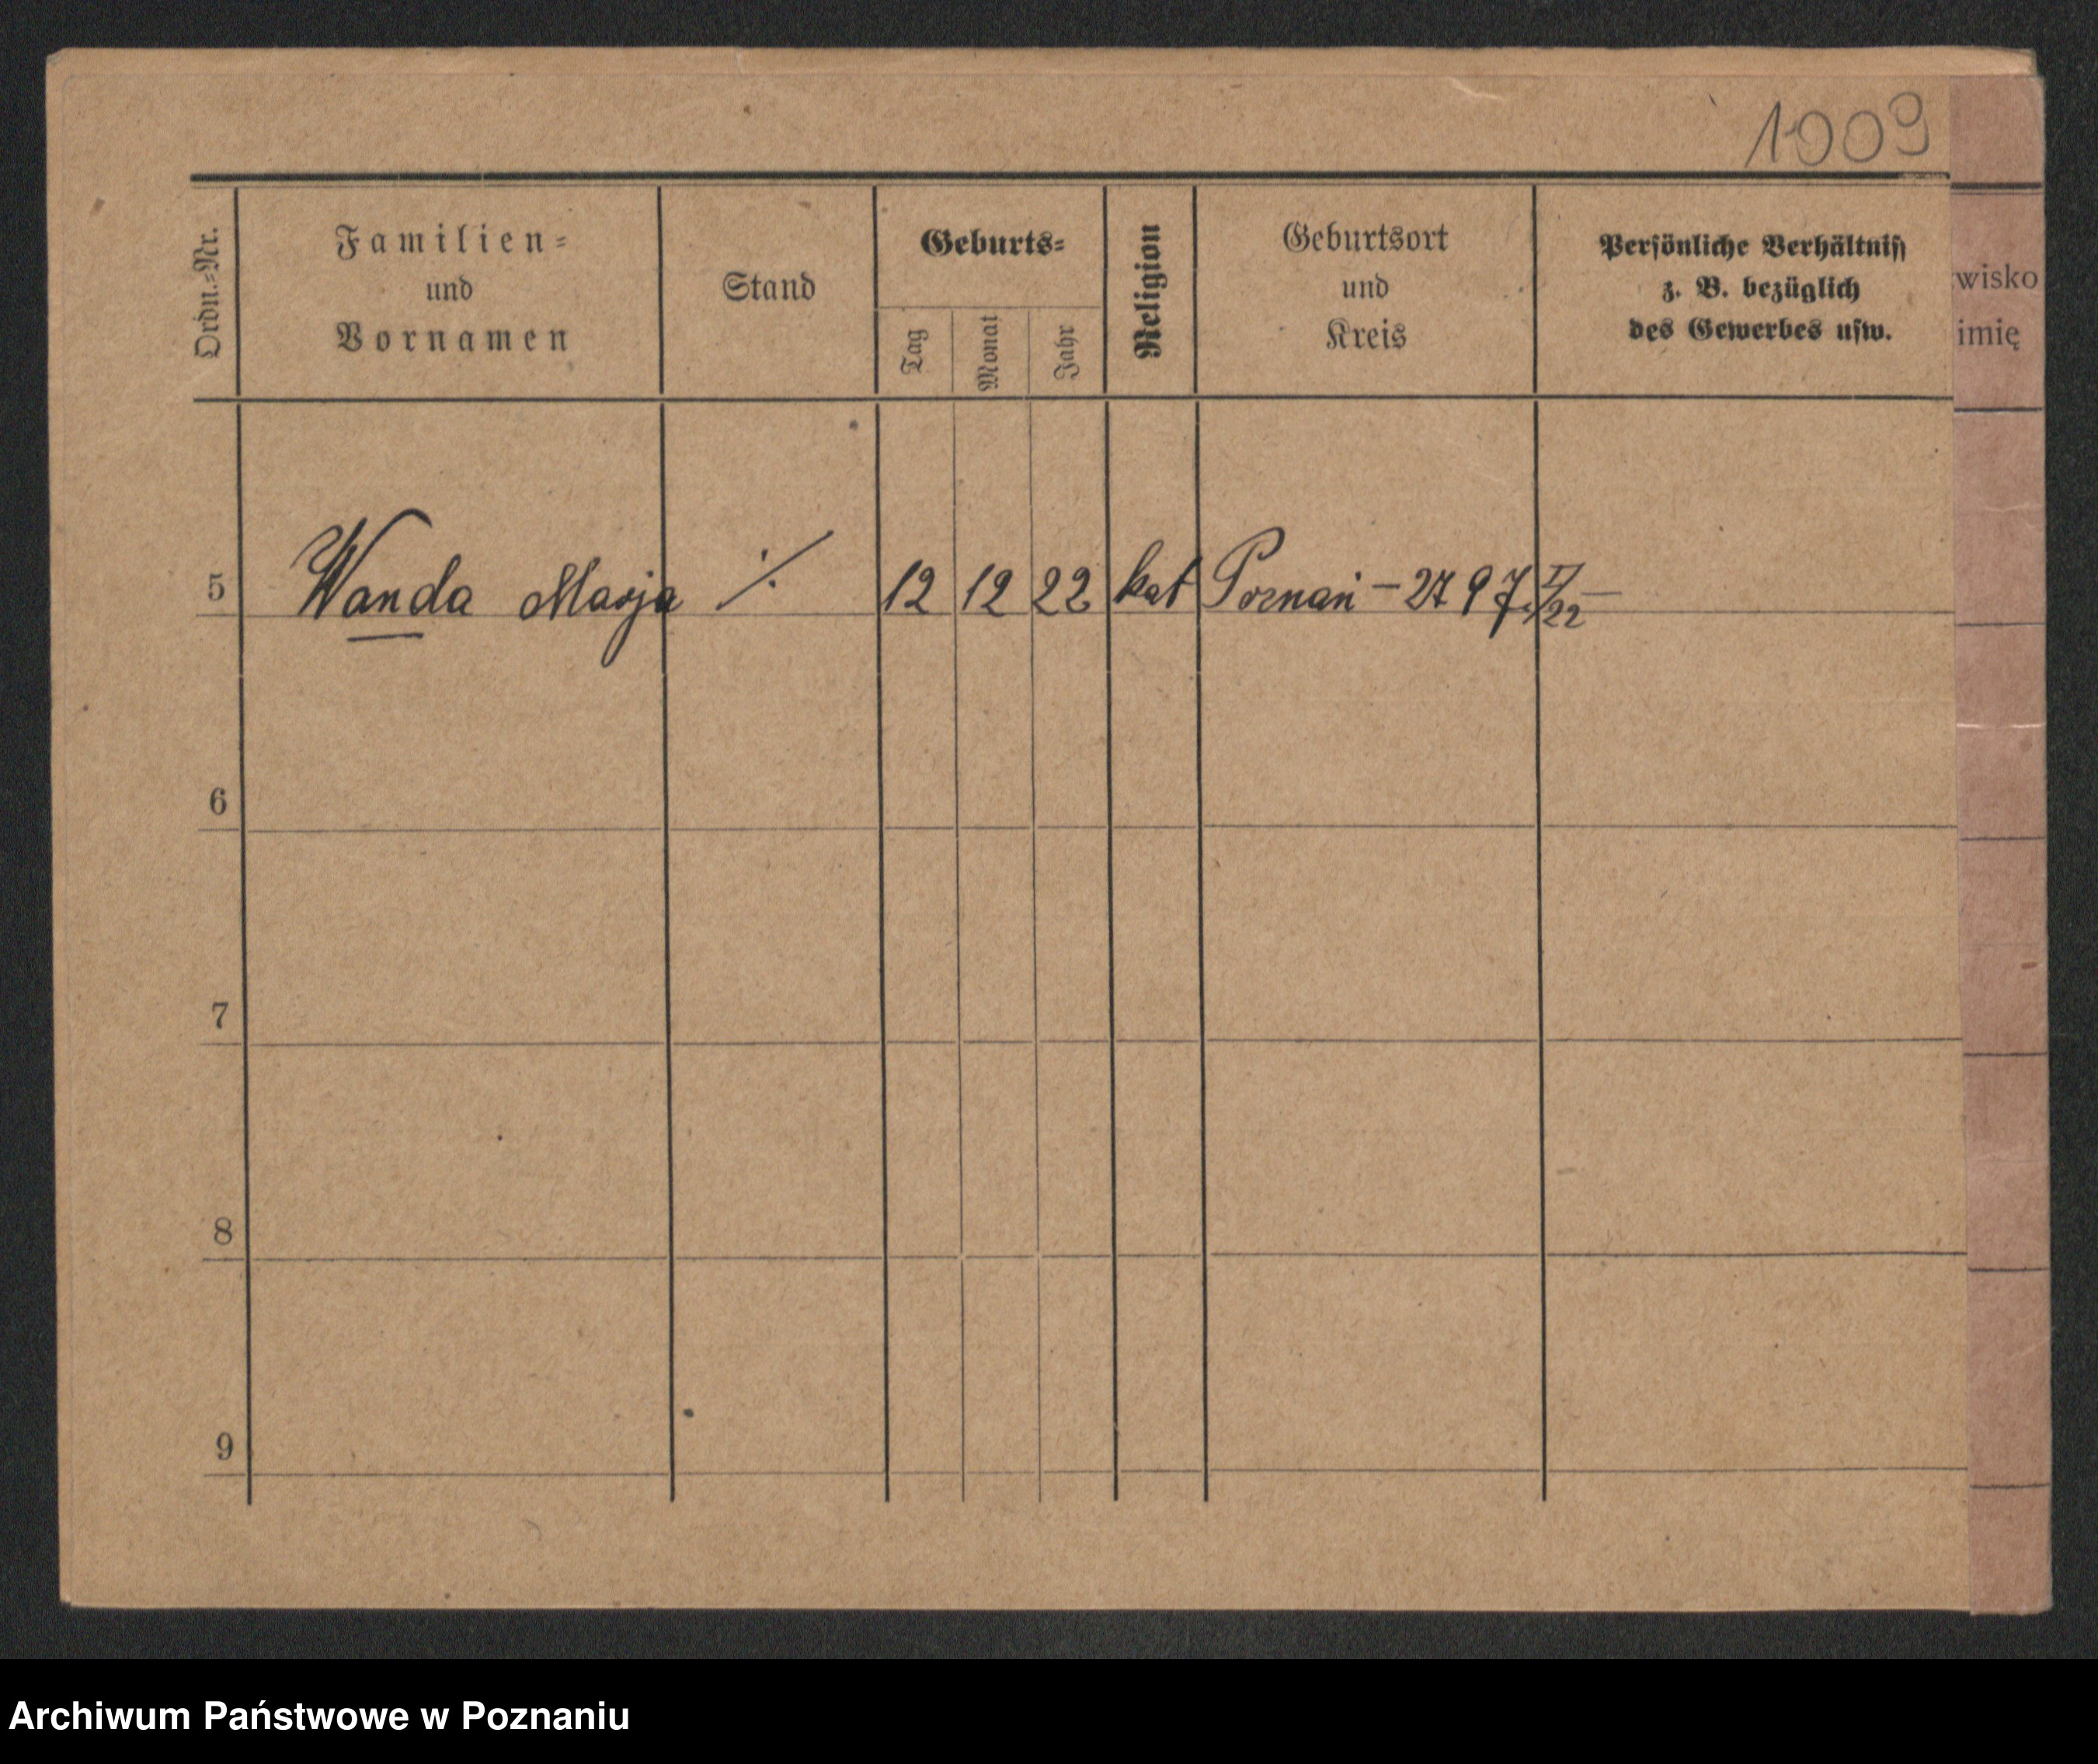 1009
Ordn.-Nr.
Familien-
und
Vornamen
Stand
Geburts-
Tag
Monat
Jahr
Religion
Geburtsort
und
Kreis
Persönliche Verhältniss
z. B. bezüglich
des Gewerbes usw.
wisko
imię
5 Wanda Marja ·/. 12 12 22 kat Poznań – 2797. /22 –
6
7
8
9
Archiwum Państwowe w Poznaniu